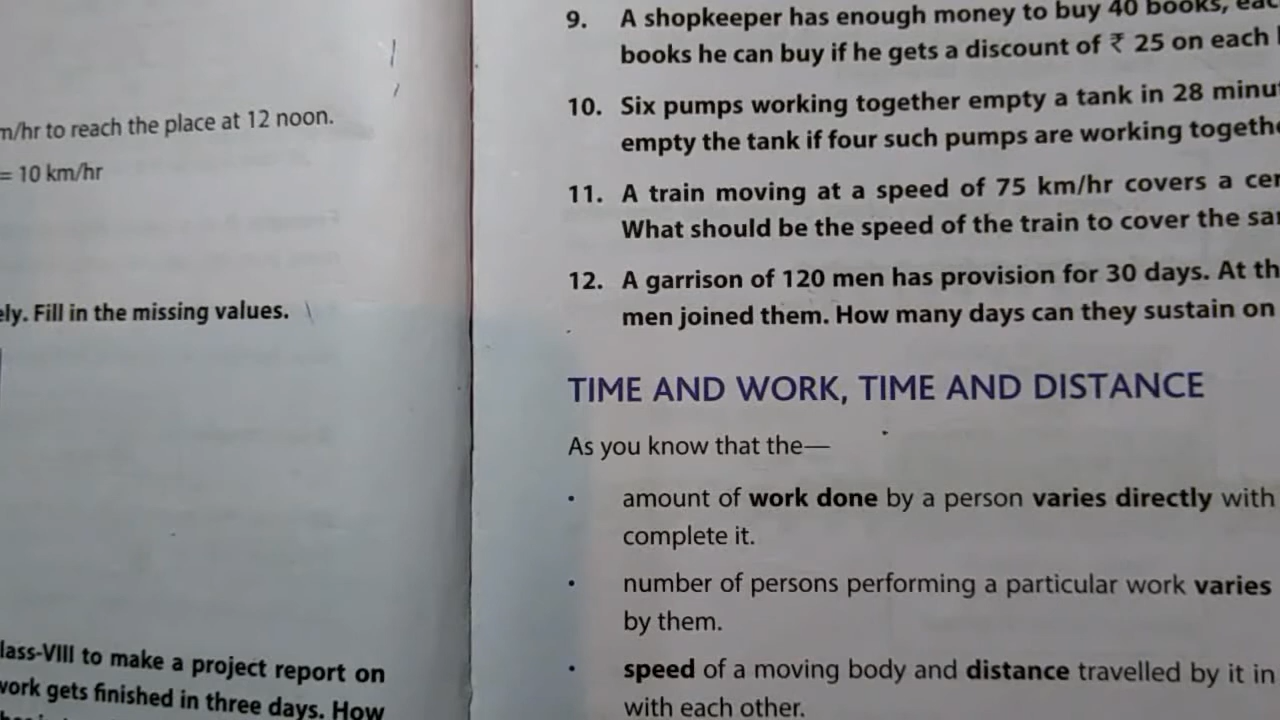 m/hr to reach the place at 12 noon.
= 10 km/hr
ely. Fill in the missing values.
lass-VIII to make a project report on
work gets finished in three days. How
9. A shopkeeper has enough money to buy 40 books, eac
books he can buy if he gets a discount of ₹ 25 on each
10. Six pumps working together empty a tank in 28 minu
empty the tank if four such pumps are working togethe
11. A train moving at a speed of 75 km/hr covers a cer
What should be the speed of the train to cover the sa
12. A garrison of 120 men has provision for 30 days. At th
men joined them. How many days can they sustain on
TIME AND WORK, TIME AND DISTANCE
As you know that the—
• amount of work done by a person varies directly with
complete it.
• number of persons performing a particular work varies
by them.
• speed of a moving body and distance travelled by it in
with each other.